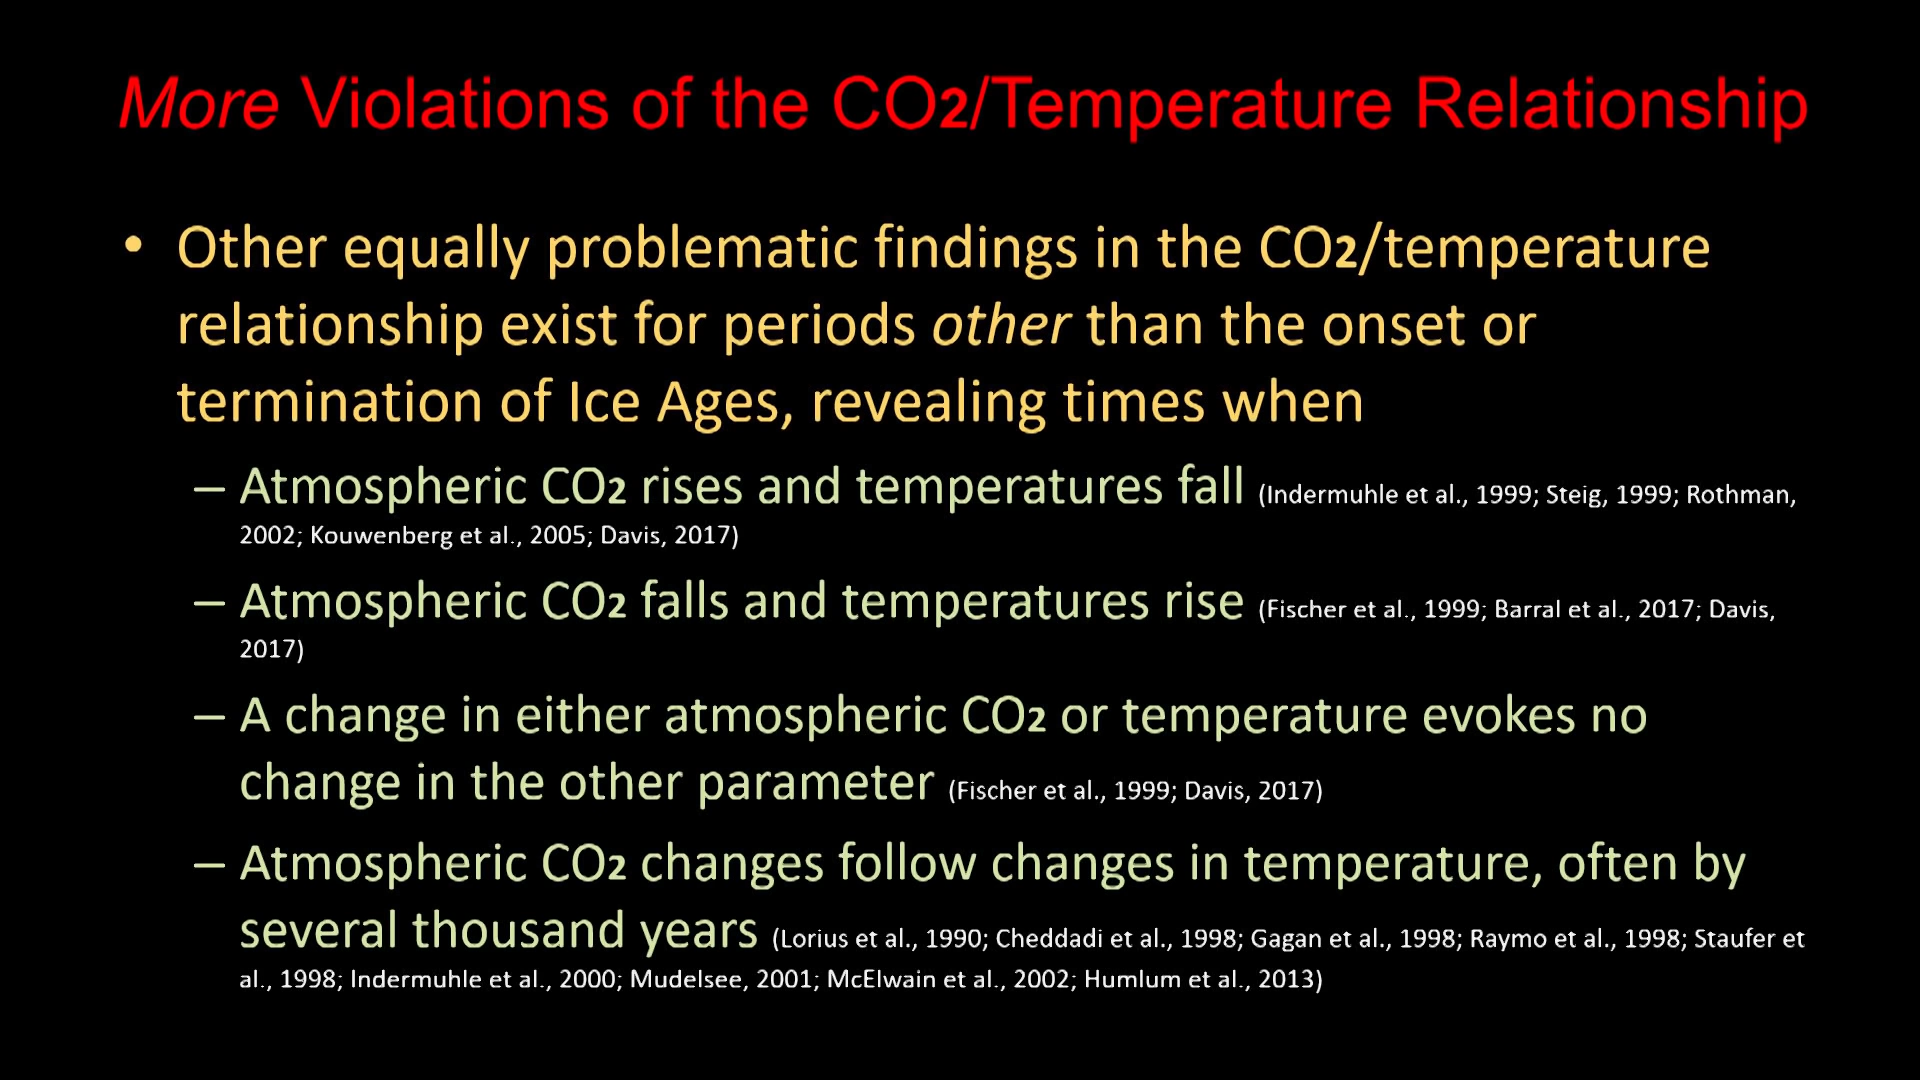 More Violations of the CO2/Temperature Relationship
• Other equally problematic findings in the CO2/temperature
relationship exist for periods other than the onset or
termination of Ice Ages, revealing times when
– Atmospheric CO2 rises and temperatures fall (Indermuhle et al., 1999; Steig, 1999; Rothman,
2002; Kouwenberg et al., 2005; Davis, 2017)
– Atmospheric CO2 falls and temperatures rise (Fischer et al., 1999; Barral et al., 2017; Davis,
2017)
– A change in either atmospheric CO2 or temperature evokes no
change in the other parameter (Fischer et al., 1999; Davis, 2017)
– Atmospheric CO2 changes follow changes in temperature, often by
several thousand years (Lorius et al., 1990; Cheddadi et al., 1998; Gagan et al., 1998; Raymo et al., 1998; Staufer et
al., 1998; Indermuhle et al., 2000; Mudelsee, 2001; McElwain et al., 2002; Humlum et al., 2013)